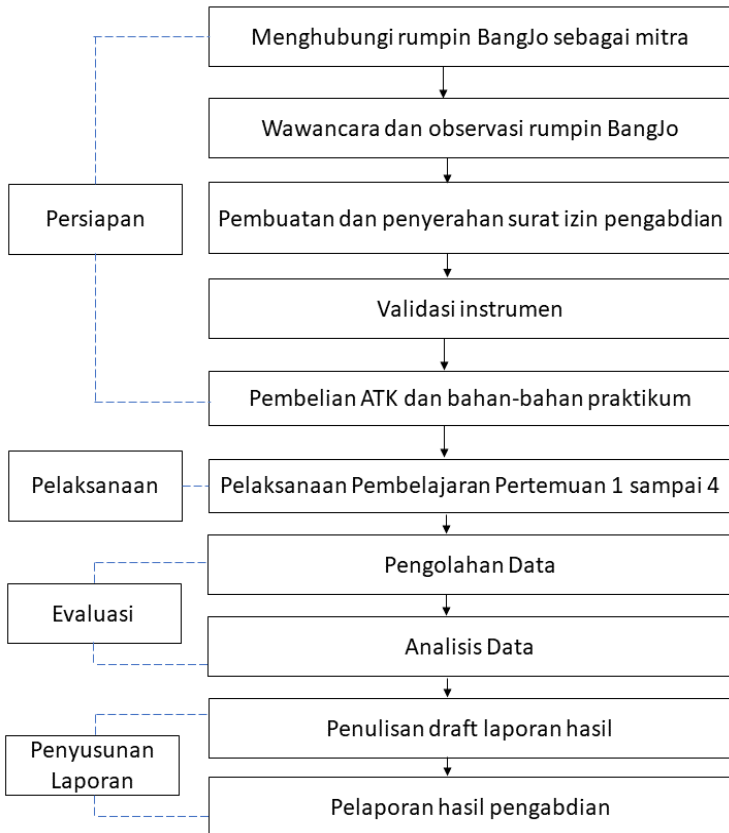 Menghubungi rumpin BangJo sebagai mitra
Wawancara dan observasi rumpin BangJo
Persiapan
Pembuatan dan penyerahan surat izin pengabdian
Validasi instrumen
Pembelian ATK dan bahan-bahan praktikum
Pelaksanaan
Pelaksanaan Pembelajaran Pertemuan 1 sampai 4
Pengolahan Data
Evaluasi
Analisis Data
Penulisan draft laporan hasil
Penyusunan
Laporan
Pelaporan hasil pengabdian